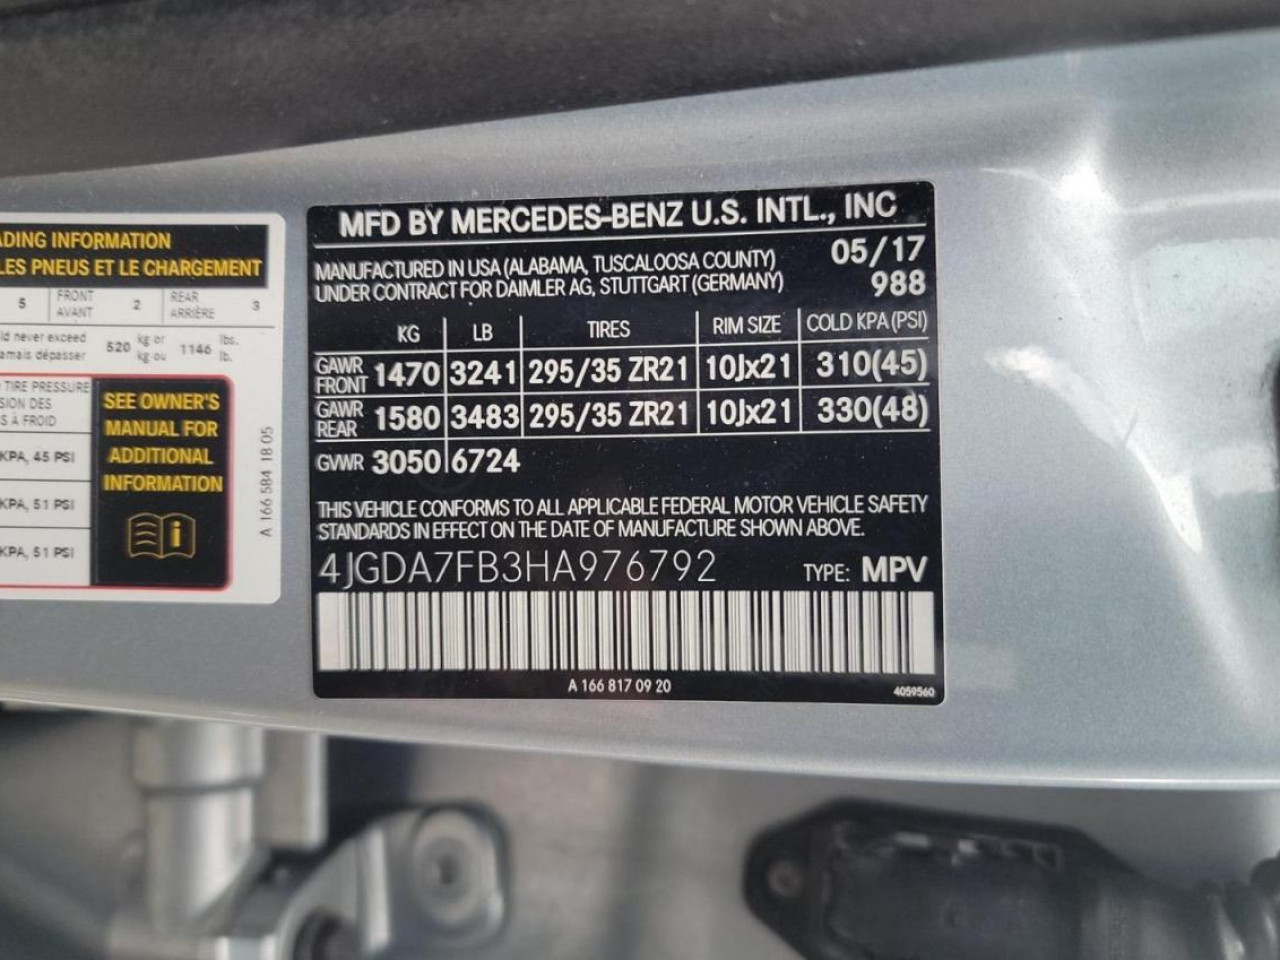 ADING INFORMATION
LES PNEUS ET LE CHARGEMENT
5 FRONT AVANT 2 REAR ARRIÈRE 3
ld never exceed 520 kg or 1146 lbs.
amais dépasser kg ou lb.
TIRE PRESSURE
SION DES
S À FROID
KPA, 45 PSI
KPA, 51 PSI
KPA, 51 PSI
SEE OWNER'S
MANUAL FOR
ADDITIONAL
INFORMATION
A 166 584 18 05
MFD BY MERCEDES-BENZ U.S. INTL., INC
MANUFACTURED IN USA (ALABAMA, TUSCALOOSA COUNTY) 05/17
UNDER CONTRACT FOR DAIMLER AG, STUTTGART (GERMANY) 988
KG LB TIRES RIM SIZE COLD KPA (PSI)
GAWR FRONT 1470 3241 295/35 ZR21 10Jx21 310(45)
GAWR REAR 1580 3483 295/35 ZR21 10Jx21 330(48)
GVWR 3050 6724
THIS VEHICLE CONFORMS TO ALL APPLICABLE FEDERAL MOTOR VEHICLE SAFETY
STANDARDS IN EFFECT ON THE DATE OF MANUFACTURE SHOWN ABOVE.
4JGDA7FB3HA976792 TYPE: MPV
A 166 817 09 20
4059560